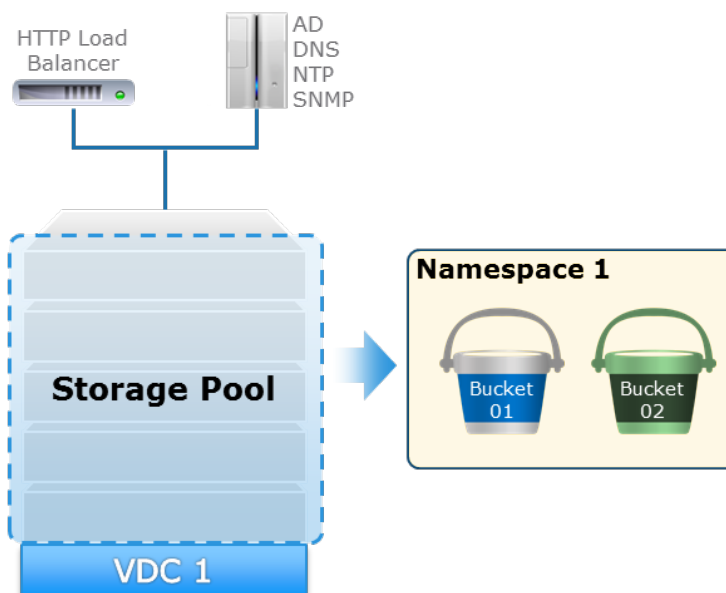 HTTP Load
Balancer
AD
DNS
NTP
SNMP
Storage Pool
VDC 1
Namespace 1
Bucket
01
Bucket
02